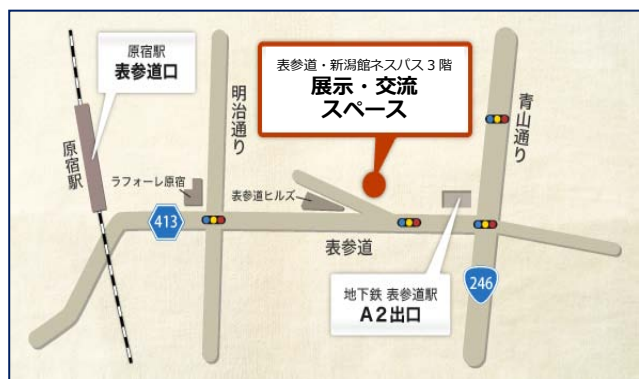 原宿駅
表参道口
原宿駅
明治通り
表参道・新潟館ネスパス3階
展示・交流
スペース
青山通り
ラフォーレ原宿
表参道ヒルズ
413
表参道
地下鉄 表参道駅
A2出口
246